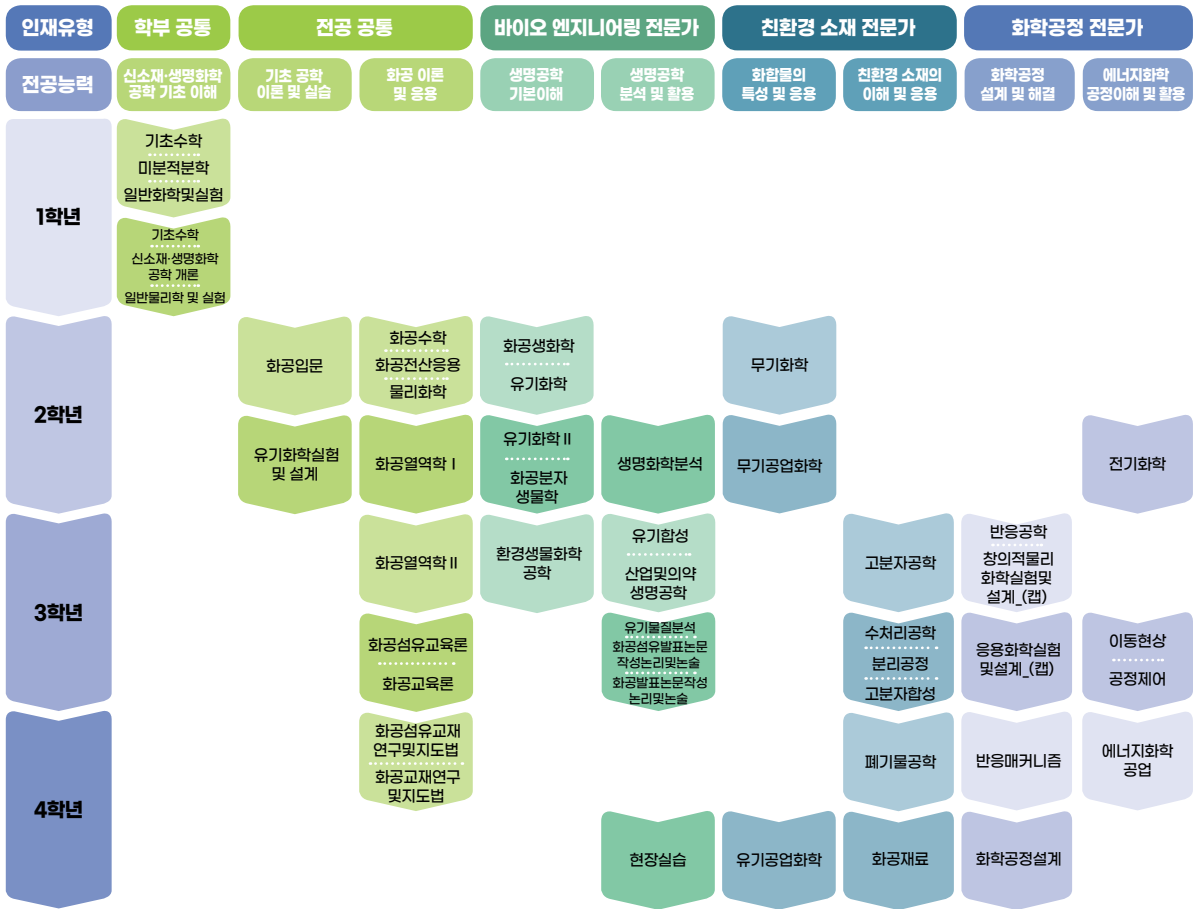 인재유형
학부 공통
전공 공통
바이오 엔지니어링 전문가
친환경 소재 전문가
화학공정 전문가
전공능력
신소재·생명화학
공학 기초 이해
기초 공학
이론 및 실습
화공 이론
및 응용
생명공학
기본이해
생명공학
분석 및 활용
화합물의
특성 및 응용
친환경 소재의
이해 및 응용
화학공정
설계 및 해결
에너지화학
공정이해 및 활용
1학년
기초수학
미분적분학
일반화학및실험
기초수학
신소재·생명화학
공학 개론
일반물리학 및 실험
2학년
화공입문
화공수학
화공전산응용
물리화학
화공생화학
유기화학
무기화학
유기화학실험
및 설계
화공열역학 I
유기화학 II
화공분자
생물학
생명화학분석
무기공업화학
전기화학
3학년
화공열역학 II
환경생물화학
공학
유기합성
산업및의약
생명공학
고분자공학
반응공학
창의적물리
화학실험및
설계_(캡)
화공섬유교육론
화공교육론
유기물질분석
화공섬유발표논문
작성논리및논술
화공발표논문작성
논리및논술
수처리공학
분리공정
고분자합성
응용화학실험
및설계_(캡)
이동현상
공정제어
4학년
화공섬유교재
연구및지도법
화공교재연구
및지도법
폐기물공학
반응매커니즘
에너지화학
공업
현장실습
유기공업화학
화공재료
화학공정설계